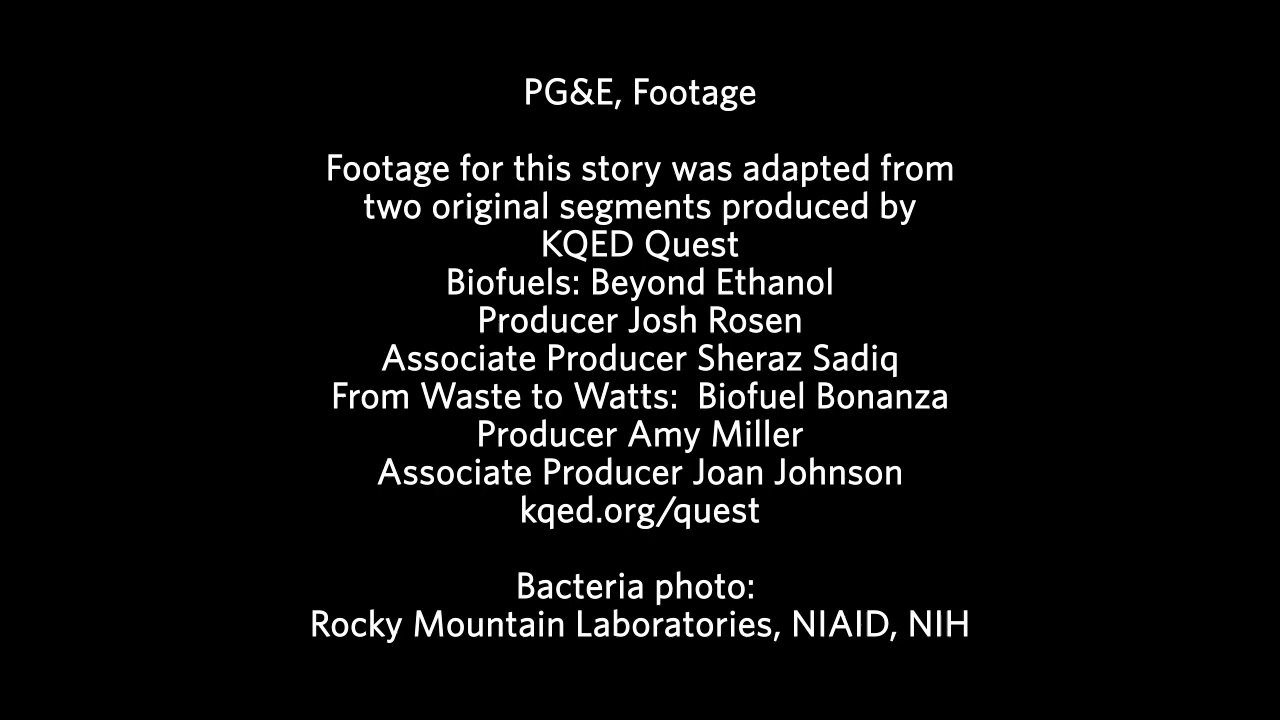 PG&E, Footage
Footage for this story was adapted from
two original segments produced by
KQED Quest
Biofuels: Beyond Ethanol
Producer Josh Rosen
Associate Producer Sheraz Sadiq
From Waste to Watts:  Biofuel Bonanza
Producer Amy Miller
Associate Producer Joan Johnson
kqed.org/quest
Bacteria photo:
Rocky Mountain Laboratories, NIAID, NIH